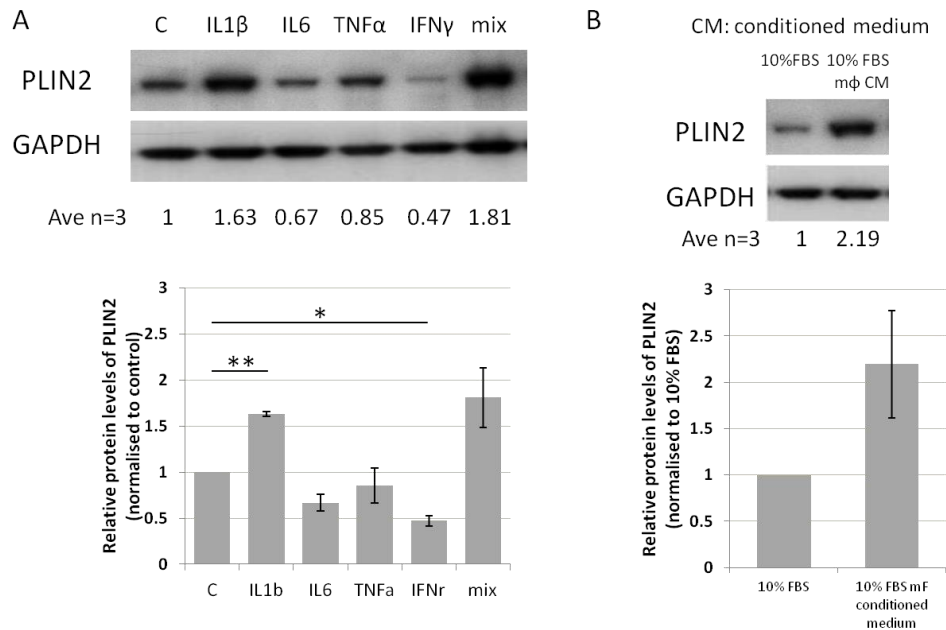 A
C IL1β IL6 TNFα IFNγ mix
PLIN2
GAPDH
Ave n=3 1 1.63 0.67 0.85 0.47 1.81
Relative protein levels of PLIN2
(normalised to control)
3
2.5
2
1.5
1
0.5
0
*
**
C IL1b IL6 TNFa IFNr mix
B
CM: conditioned medium
10%FBS 10% FBS
mϕ CM
PLIN2
GAPDH
Ave n=3 1 2.19
Relative protein levels of PLIN2
(normalised to 10% FBS)
3
2.5
2
1.5
1
0.5
0
10% FBS 10% FBS mF
conditioned
medium